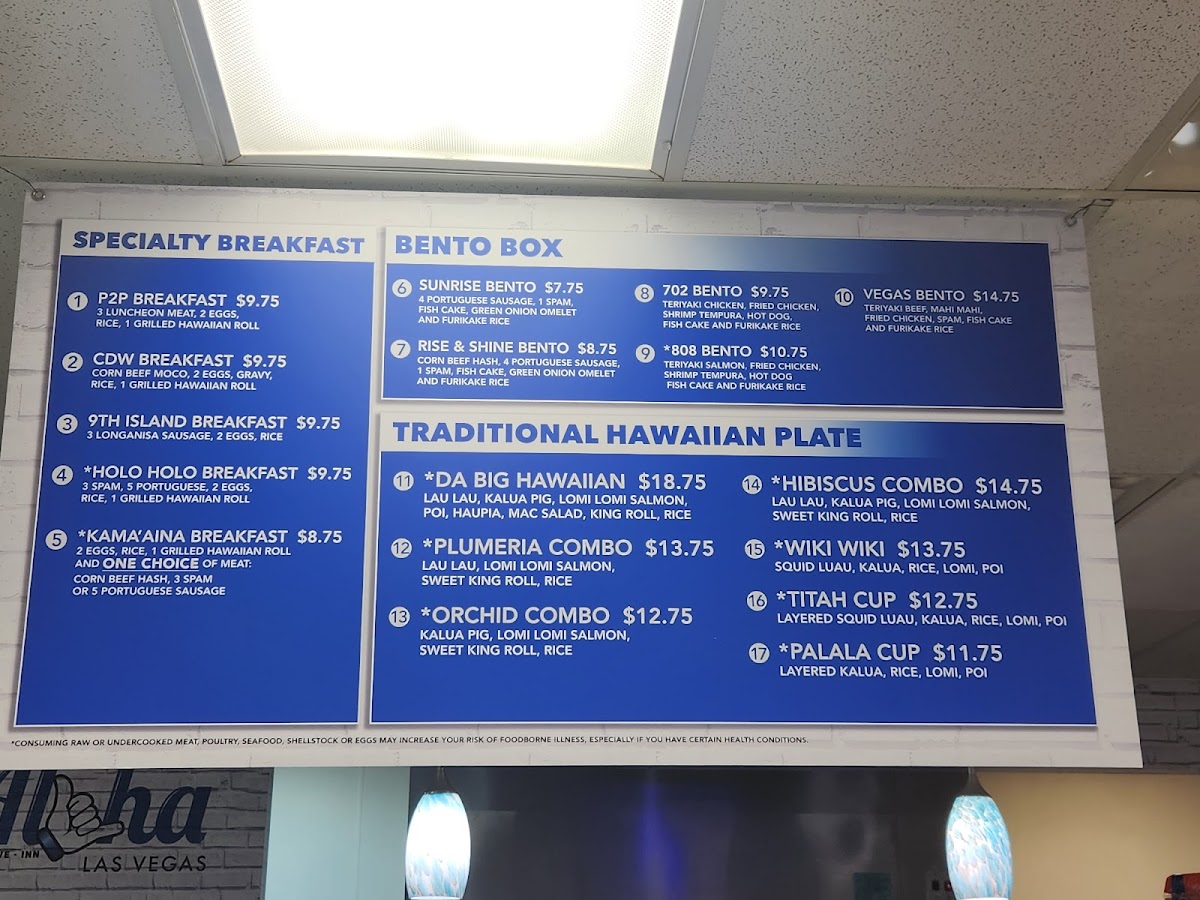 SPECIALTY BREAKFAST
1 P2P BREAKFAST $9.75
3 LUNCHEON MEAT, 2 EGGS,
RICE, 1 GRILLED HAWAIIAN ROLL
2 CDW BREAKFAST $9.75
CORN BEEF MOCO, 2 EGGS, GRAVY,
RICE, 1 GRILLED HAWAIIAN ROLL
3 9TH ISLAND BREAKFAST $9.75
3 LONGANISA SAUSAGE, 2 EGGS, RICE
4 *HOLO HOLO BREAKFAST $9.75
3 SPAM, 5 PORTUGUESE, 2 EGGS,
RICE, 1 GRILLED HAWAIIAN ROLL
5 *KAMA'AINA BREAKFAST $8.75
2 EGGS, RICE, 1 GRILLED HAWAIIAN ROLL
AND ONE CHOICE OF MEAT:
CORN BEEF HASH, 3 SPAM
OR 5 PORTUGUESE SAUSAGE
BENTO BOX
6 SUNRISE BENTO $7.75
4 PORTUGUESE SAUSAGE, 1 SPAM,
FISH CAKE, GREEN ONION OMELET
AND FURIKAKE RICE
7 RISE & SHINE BENTO $8.75
CORN BEEF HASH, 4 PORTUGUESE SAUSAGE,
1 SPAM, FISH CAKE, GREEN ONION OMELET
AND FURIKAKE RICE
8 702 BENTO $9.75
TERIYAKI CHICKEN, FRIED CHICKEN,
SHRIMP TEMPURA, HOT DOG,
FISH CAKE AND FURIKAKE RICE
9 *808 BENTO $10.75
TERIYAKI SALMON, FRIED CHICKEN,
SHRIMP TEMPURA, HOT DOG
FISH CAKE AND FURIKAKE RICE
10 VEGAS BENTO $14.75
TERIYAKI BEEF, MAHI MAHI,
FRIED CHICKEN, SPAM, FISH CAKE
AND FURIKAKE RICE
TRADITIONAL HAWAIIAN PLATE
11 *DA BIG HAWAIIAN $18.75
LAU LAU, KALUA PIG, LOMI LOMI SALMON,
POI, HAUPIA, MAC SALAD, KING ROLL, RICE
12 *PLUMERIA COMBO $13.75
LAU LAU, LOMI LOMI SALMON,
SWEET KING ROLL, RICE
13 *ORCHID COMBO $12.75
KALUA PIG, LOMI LOMI SALMON,
SWEET KING ROLL, RICE
14 *HIBISCUS COMBO $14.75
LAU LAU, KALUA PIG, LOMI LOMI SALMON,
SWEET KING ROLL, RICE
15 *WIKI WIKI $13.75
SQUID LUAU, KALUA, RICE, LOMI, POI
16 *TITAH CUP $12.75
LAYERED SQUID LUAU, KALUA, RICE, LOMI, POI
17 *PALALA CUP $11.75
LAYERED KALUA, RICE, LOMI, POI
*CONSUMING RAW OR UNDERCOOKED MEAT, POULTRY, SEAFOOD, SHELLSTOCK OR EGGS MAY INCREASE YOUR RISK OF FOODBORNE ILLNESS, ESPECIALLY IF YOU HAVE CERTAIN HEALTH CONDITIONS.
Aloha
VE - INN
LAS VEGAS